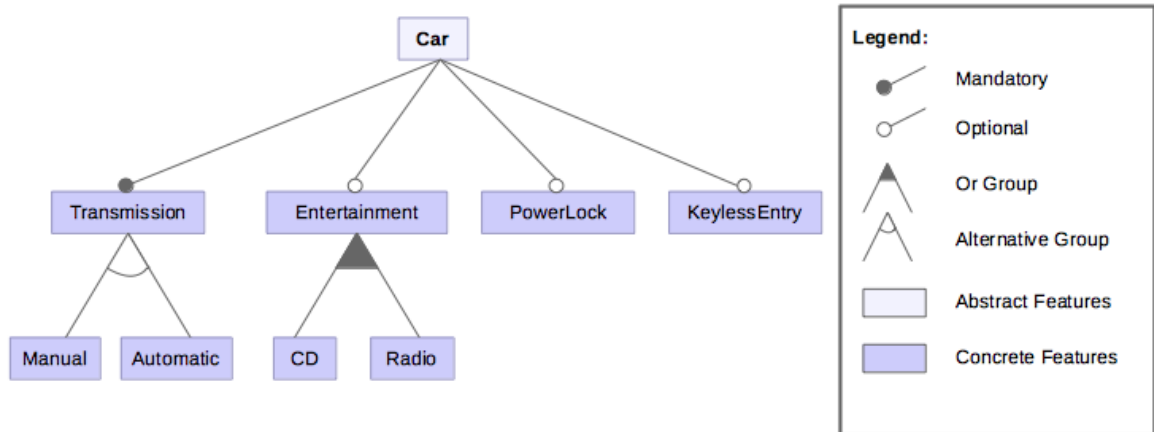 Car
Transmission
Entertainment
PowerLock
KeylessEntry
Manual
Automatic
CD
Radio
Legend:
Mandatory
Optional
Or Group
Alternative Group
Abstract Features
Concrete Features